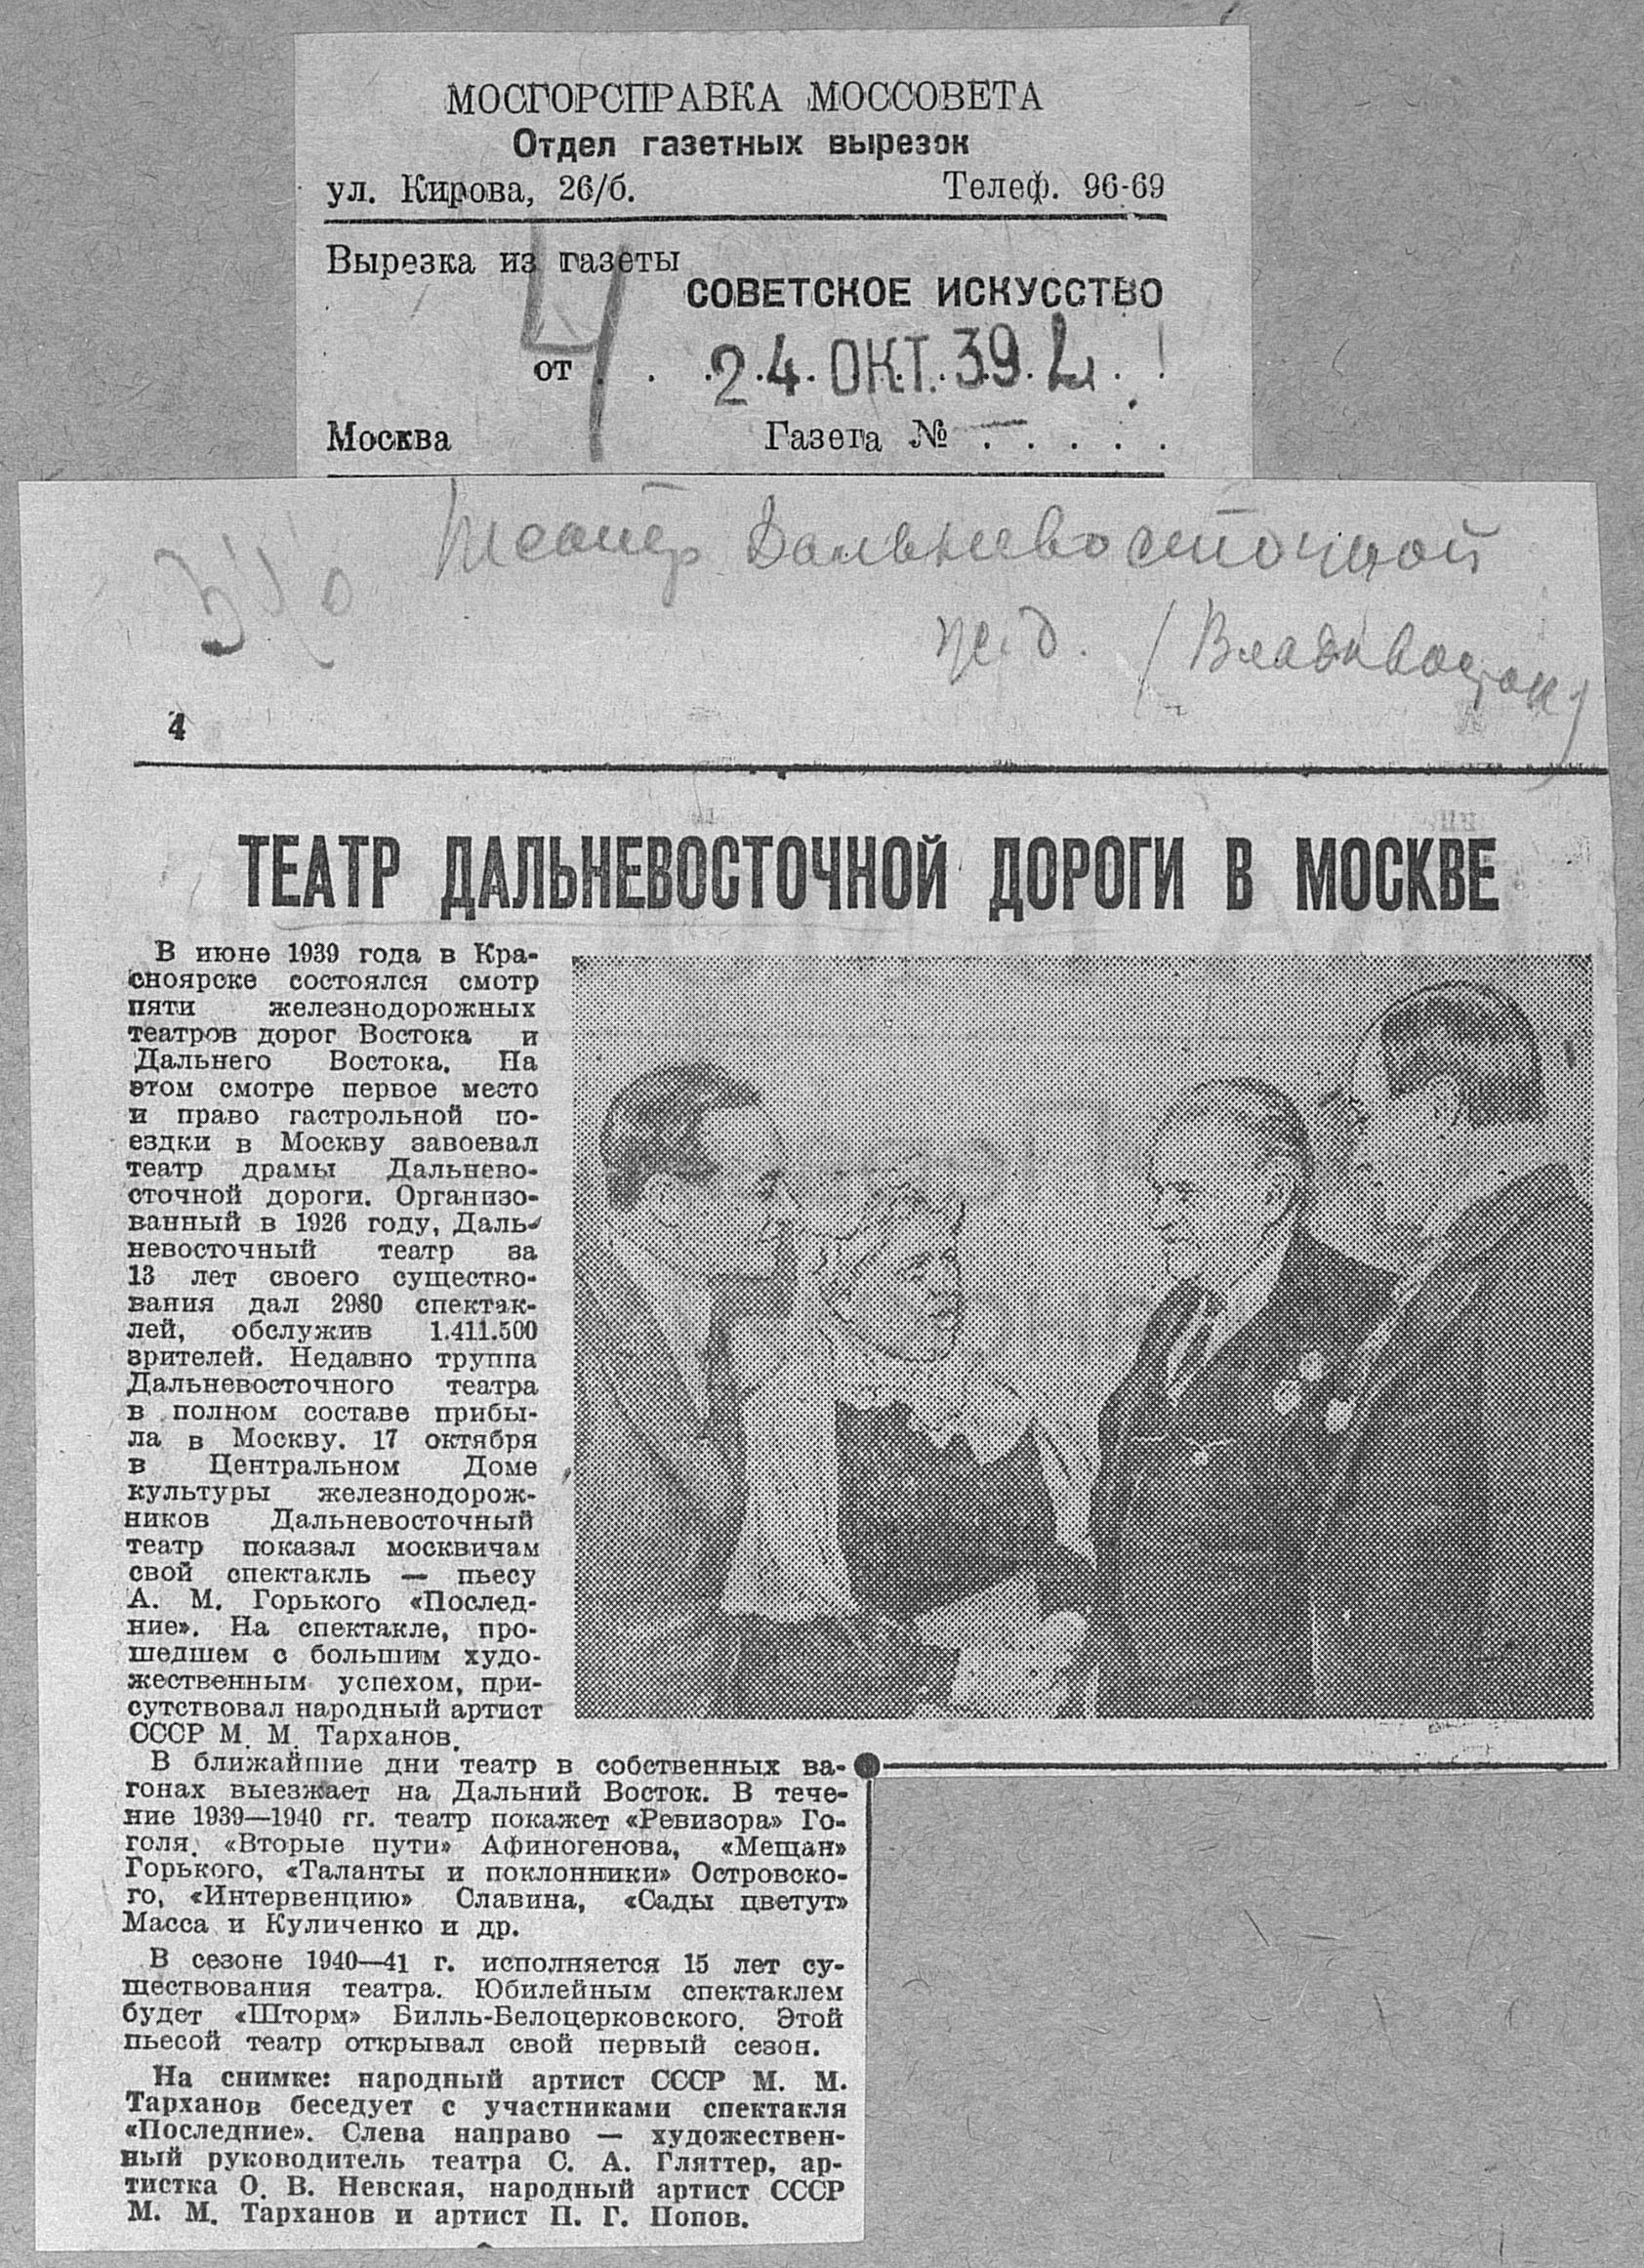 МОСГОРСПРАВКА МОССОВЕТА
Отдел газетных вырезок
ул. Кирова, 26/б. Телеф. 96-69
Вырезка из газеты
СОВЕТСКОЕ ИСКУССТВО
4
от . . 24 ОКТ. 39
Москва Газета № . . . . .
Театр Дальневосточной
ж.д. (Владивосток)
4
ТЕАТР ДАЛЬНЕВОСТОЧНОЙ ДОРОГИ В МОСКВЕ
В июне 1939 года в Кра-
сноярске состоялся смотр
пяти железнодорожных
театров дорог Востока и
Дальнего Востока. На
этом смотре первое место
и право гастрольной по-
ездки в Москву завоевал
театр драмы Дальнево-
сточной дороги. Организо-
ванный в 1926 году, Даль-
невосточный театр за
13 лет своего существо-
вания дал 2980 спектак-
лей, обслужив 1.411.500
зрителей. Недавно труппа
Дальневосточного театра
в полном составе прибы-
ла в Москву. 17 октября
в Центральном Доме
культуры железнодорож-
ников Дальневосточный
театр показал москвичам
свой спектакль — пьесу
А. М. Горького «Послед-
ние». На спектакле, про-
шедшем с большим худо-
жественным успехом, при-
сутствовал народный артист
СССР М. М. Тарханов.
В ближайшие дни театр в собственных ва-
гонах выезжает на Дальний Восток. В тече-
ние 1939—1940 гг. театр покажет «Ревизора» Го-
голя, «Вторые пути» Афиногенова, «Мещан»
Горького, «Таланты и поклонники» Островско-
го, «Интервенцию» Славина, «Сады цветут»
Масса и Куличенко и др.
В сезоне 1940—41 г. исполняется 15 лет су-
ществования театра. Юбилейным спектаклем
будет «Шторм» Билль-Белоцерковского. Этой
пьесой театр открывал свой первый сезон.
На снимке: народный артист СССР М. М.
Тарханов беседует с участниками спектакля
«Последние». Слева направо — художествен-
ный руководитель театра С. А. Гляттер, ар-
тистка О. В. Невская, народный артист СССР
М. М. Тарханов и артист П. Г. Попов.